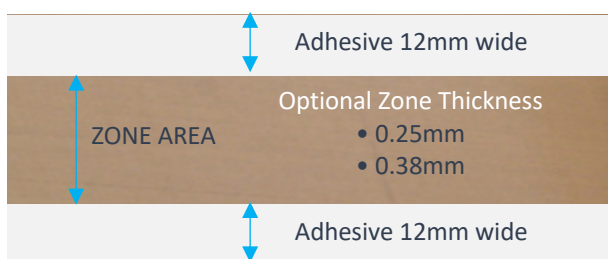 Adhesive 12mm wide
Optional Zone Thickness
ZONE AREA
• 0.25mm
• 0.38mm
Adhesive 12mm wide